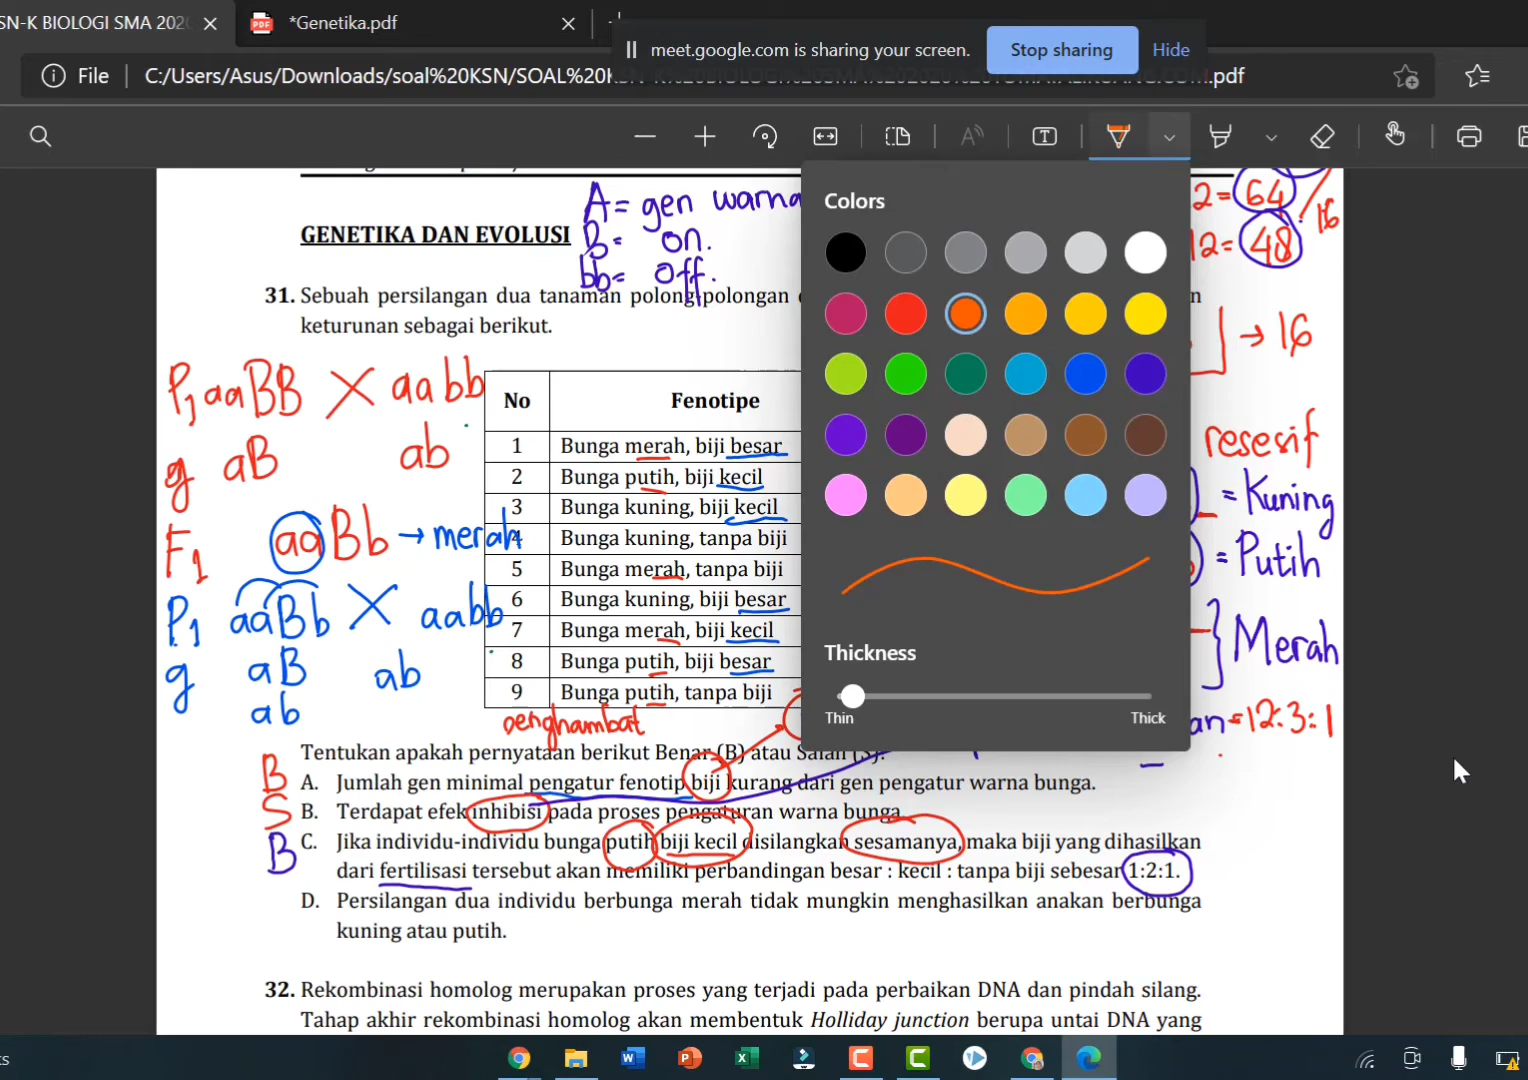 SN-K BIOLOGI SMA 202
*Genetika.pdf
meet.google.com is sharing your screen.
Stop sharing
Hide
File
C:/Users/Asus/Downloads/soal%20KSN/SOAL%20K
.pdf
A= gen warna
B= on.
bb= off.
2= 64 / 16
12= 48
GENETIKA DAN EVOLUSI
31. Sebuah persilangan dua tanaman polong-polongan
n
keturunan sebagai berikut.
→ 16
P1 aaBB X aabb
g aB ab
F1 aaBb → merah
P1 aaBb X aabb
g aB ab
ab
No Fenotipe
1 Bunga merah, biji besar
2 Bunga putih, biji kecil
3 Bunga kuning, biji kecil
4 Bunga kuning, tanpa biji
5 Bunga merah, tanpa biji
6 Bunga kuning, biji besar
7 Bunga merah, biji kecil
8 Bunga putih, biji besar
9 Bunga putih, tanpa biji
Colors
Thickness
Thin
Thick
resesif
= Kuning
= Putih
} Merah
an = 12:3:1
penghambat
Tentukan apakah pernyataan berikut Benar (B) atau Salah (S).
B A. Jumlah gen minimal pengatur fenotip biji kurang dari gen pengatur warna bunga.
S B. Terdapat efek inhibisi pada proses pengaturan warna bunga.
B C. Jika individu-individu bunga putih biji kecil disilangkan sesamanya, maka biji yang dihasilkan
dari fertilisasi tersebut akan memiliki perbandingan besar : kecil : tanpa biji sebesar 1:2:1.
D. Persilangan dua individu berbunga merah tidak mungkin menghasilkan anakan berbunga
kuning atau putih.
32. Rekombinasi homolog merupakan proses yang terjadi pada perbaikan DNA dan pindah silang.
Tahap akhir rekombinasi homolog akan membentuk Holliday junction berupa untai DNA yang